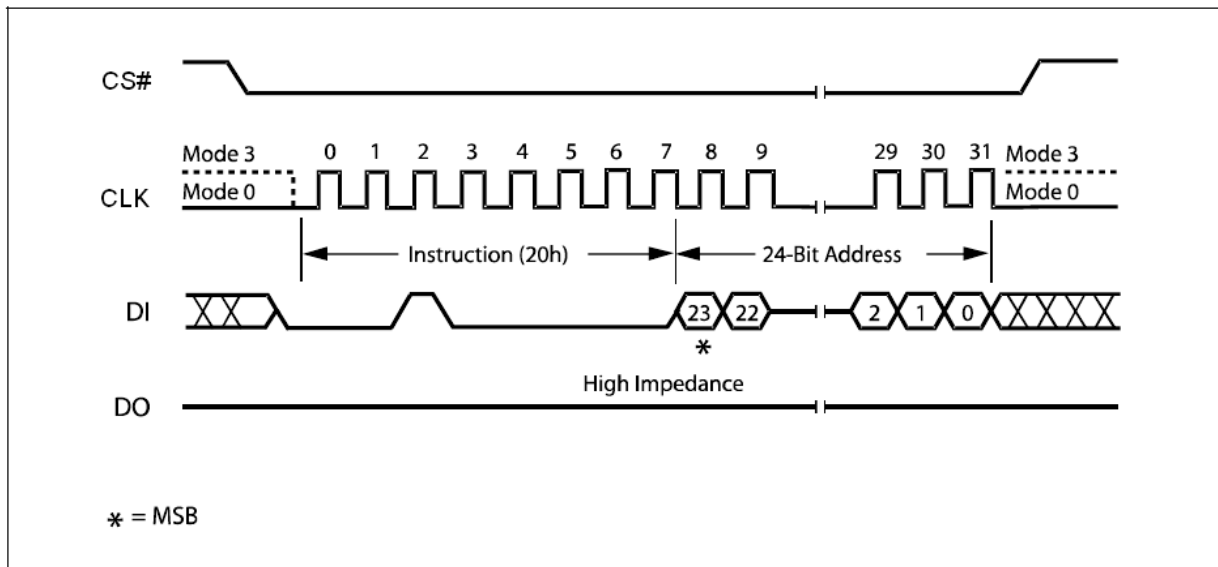 CS#
Mode 3 0 1 2 3 4 5 6 7 8 9 29 30 31 Mode 3
CLK Mode 0 Mode 0
Instruction (20h) 24-Bit Address
DI 23 22 2 1 0
*
High Impedance
DO
* = MSB